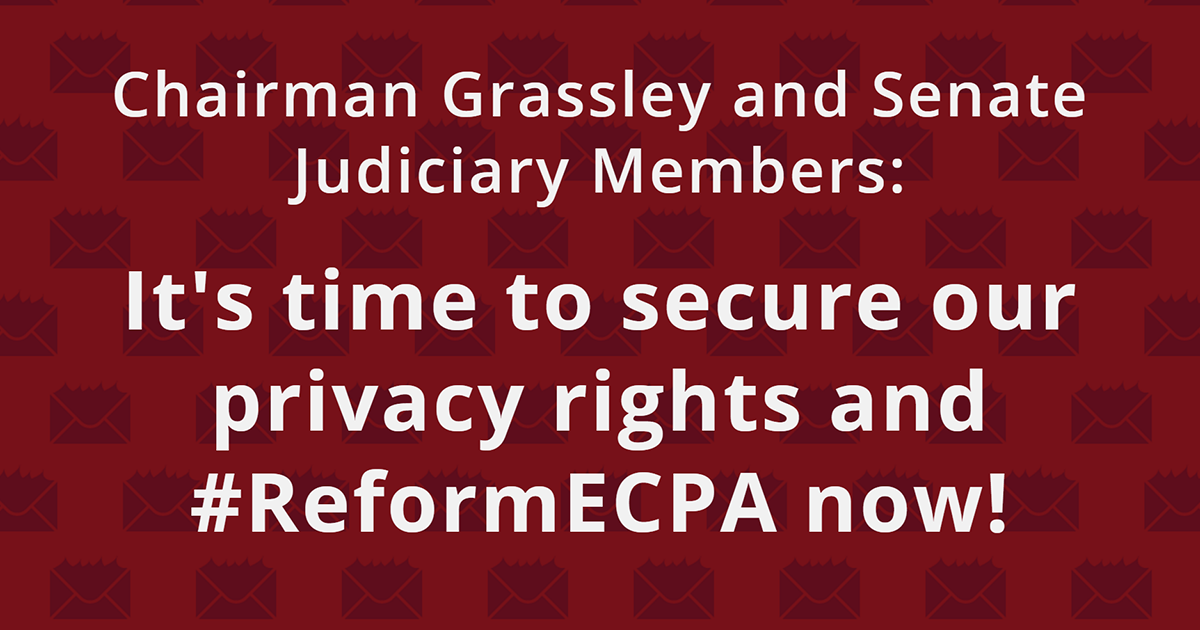 Chairman Grassley and Senate
Judiciary Members:
It's time to secure our
privacy rights and
#ReformECPA now!